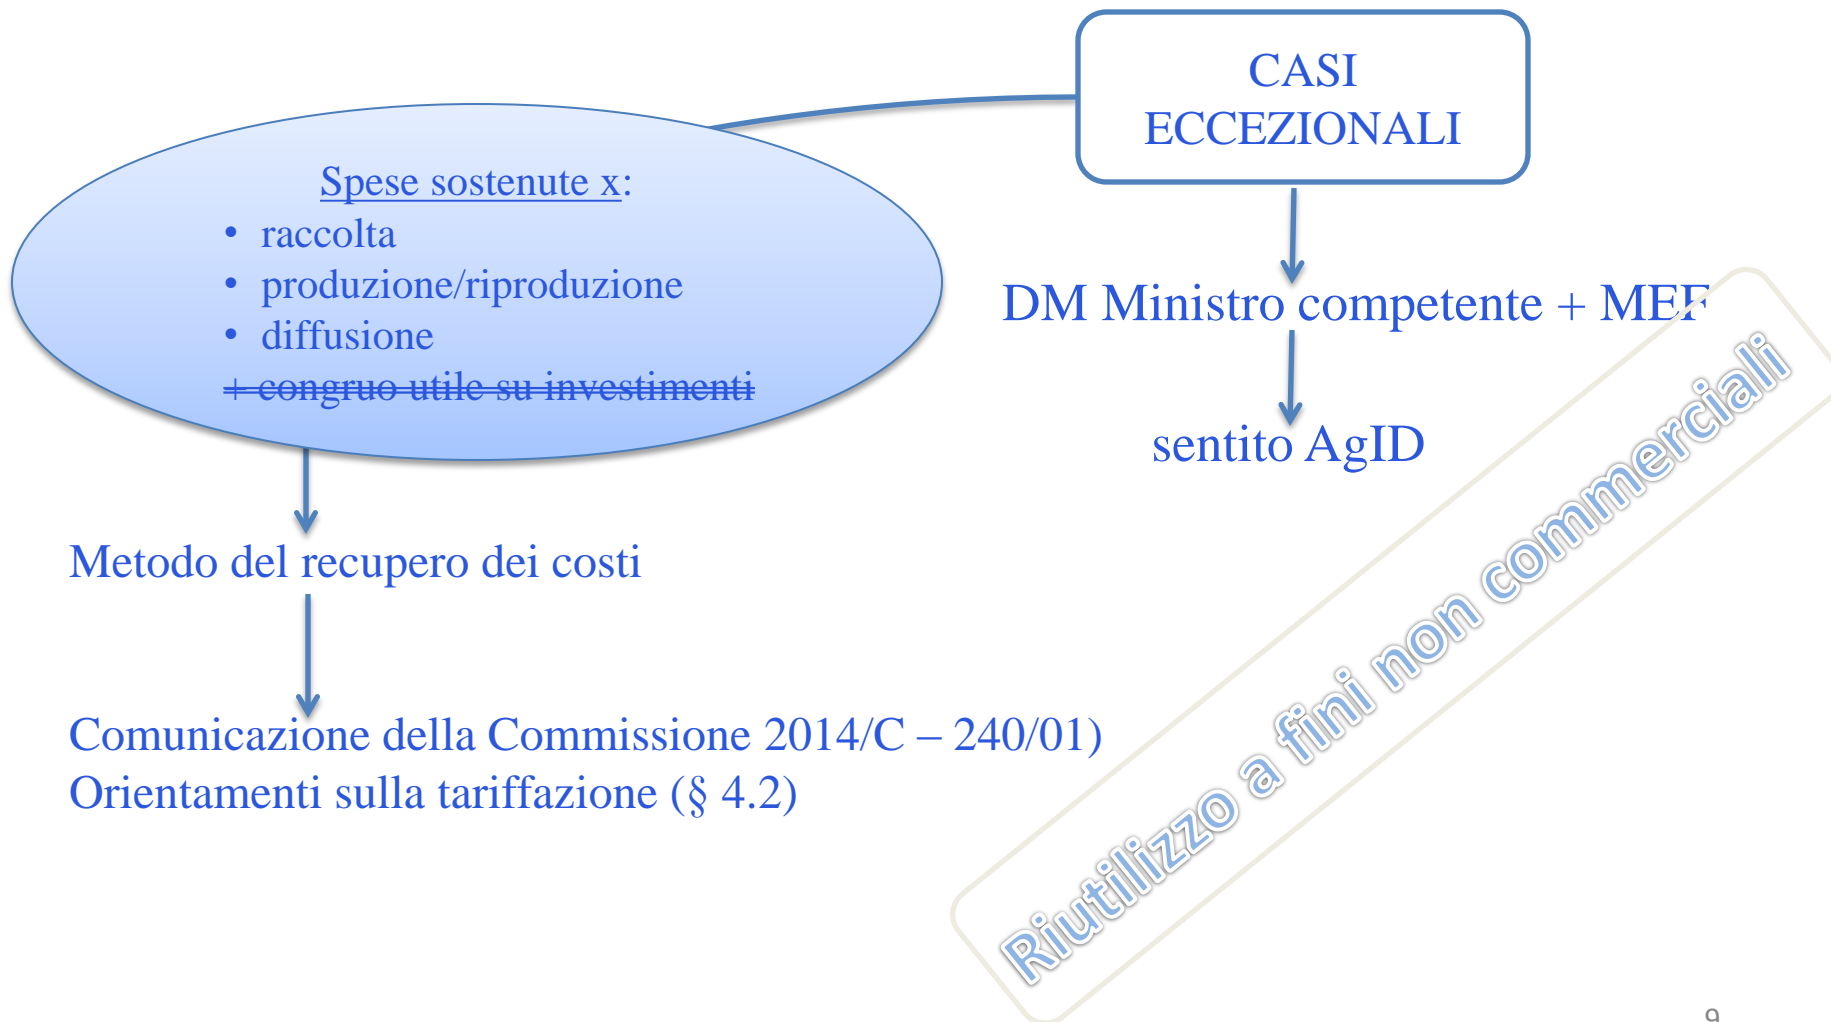 CASI
ECCEZIONALI
Spese sostenute x:
• raccolta
• produzione/riproduzione
• diffusione
+ congruo utile su investimenti
DM Ministro competente + MEF
sentito AgID
Metodo del recupero dei costi
Comunicazione della Commissione 2014/C – 240/01)
Orientamenti sulla tariffazione (§ 4.2)
Riutilizzo a fini non commerciali
9